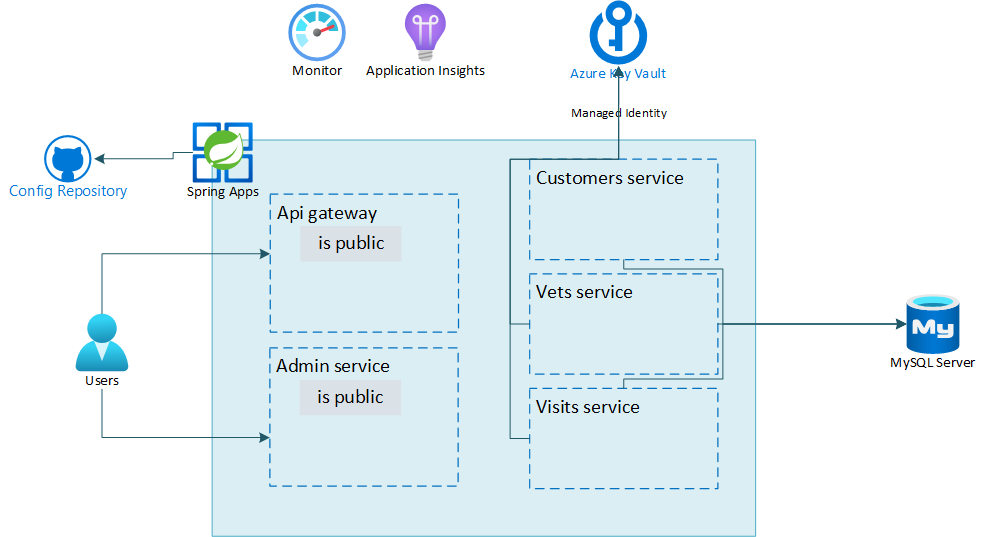 Monitor
Application Insights
Azure Key Vault
Managed Identity
Config Repository
Spring Apps
Customers service
Api gateway
is public
Vets service
My
MySQL Server
Users
Admin service
is public
Visits service